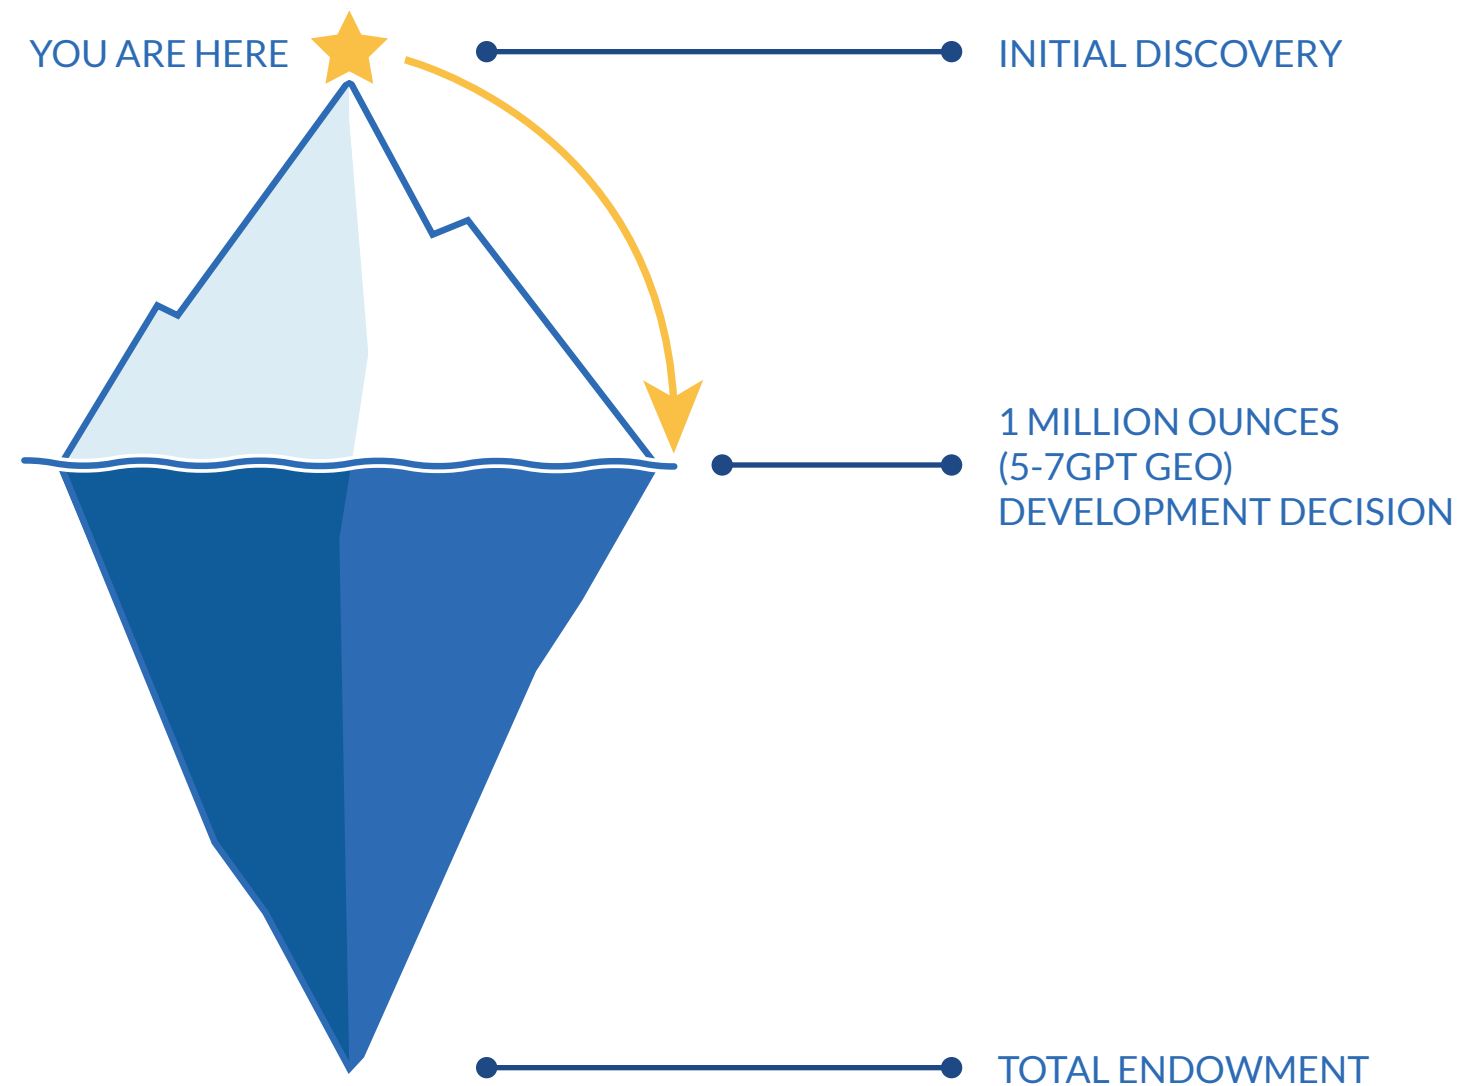 YOU ARE HERE
INITIAL DISCOVERY
1 MILLION OUNCES
(5-7GPT GEO)
DEVELOPMENT DECISION
TOTAL ENDOWMENT